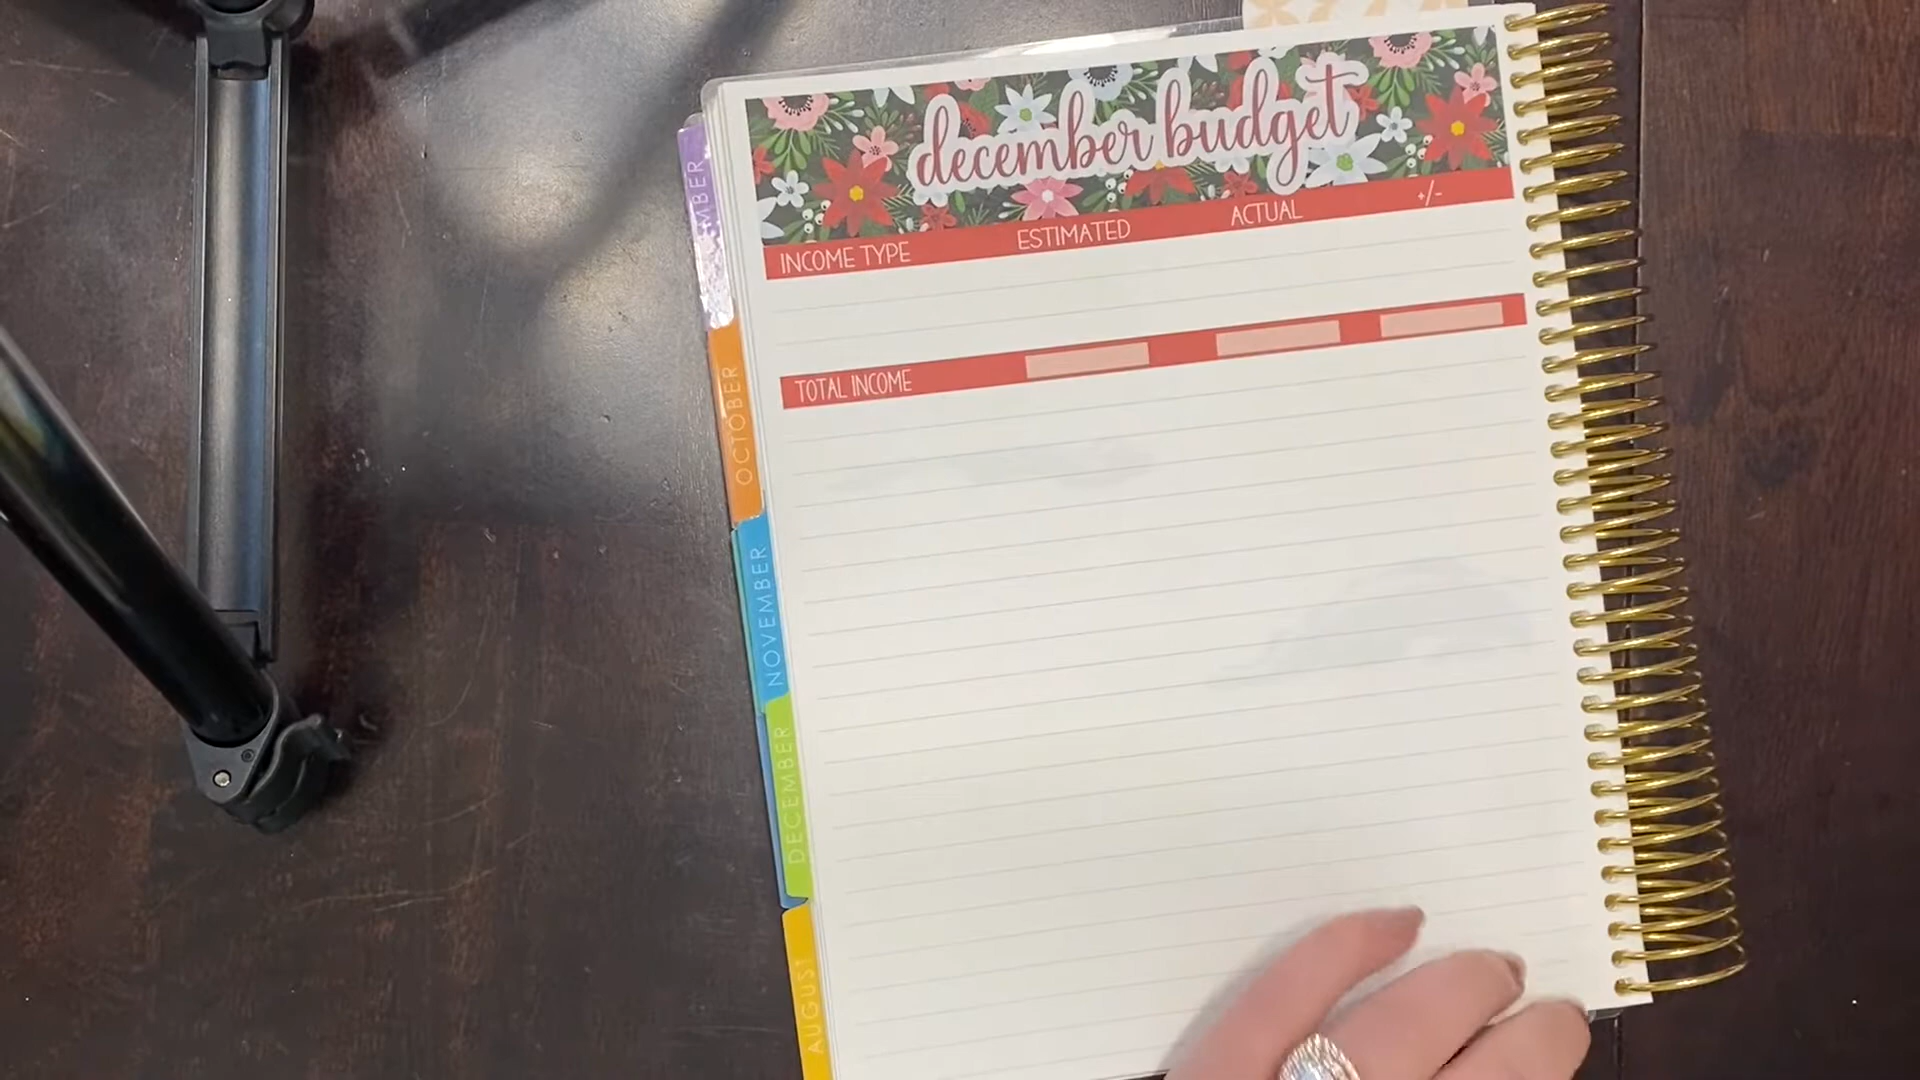 december budget
INCOME TYPE ESTIMATED ACTUAL +/-
TOTAL INCOME
OCTOBER
NOVEMBER
DECEMBER
AUGUST